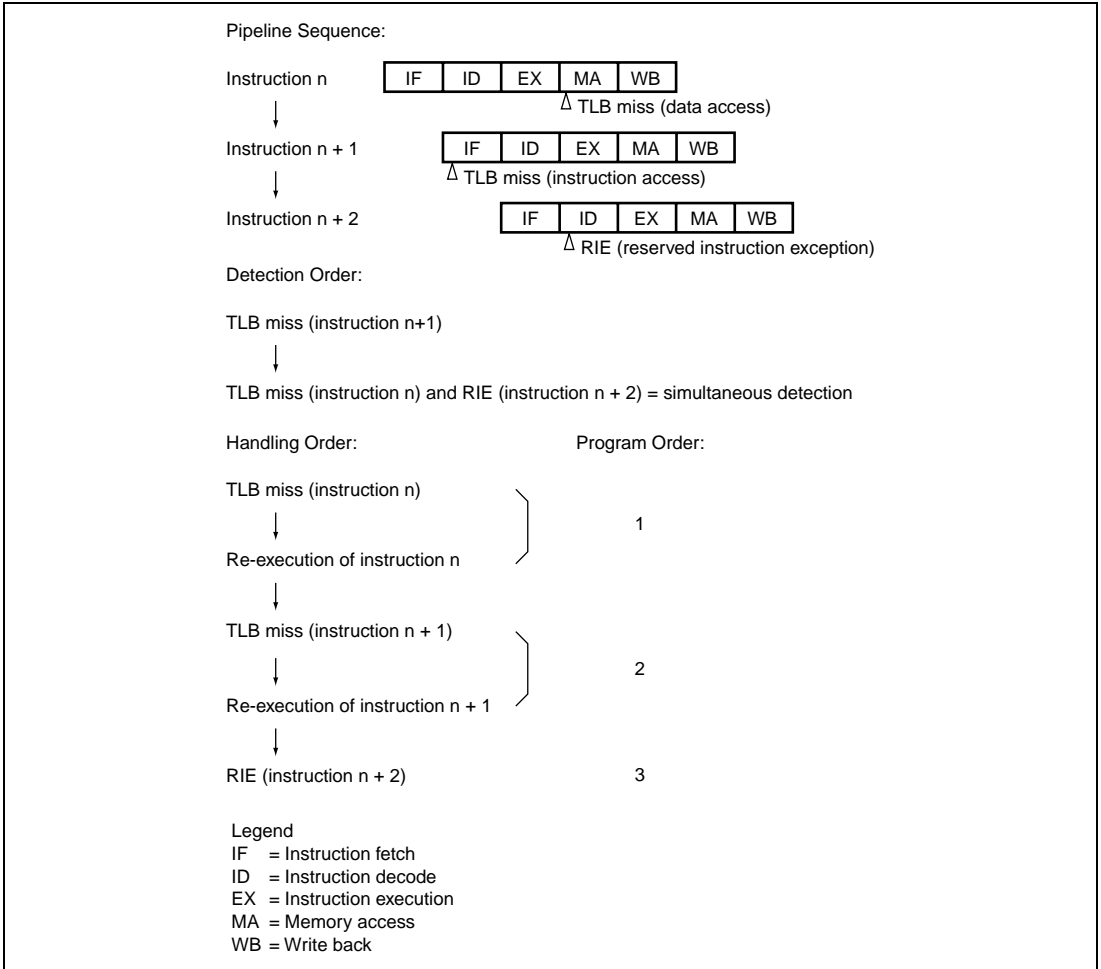 Pipeline Sequence:
Instruction n IF ID EX MA WB
TLB miss (data access)
Instruction n + 1 IF ID EX MA WB
TLB miss (instruction access)
Instruction n + 2 IF ID EX MA WB
RIE (reserved instruction exception)
Detection Order:
TLB miss (instruction n+1)
TLB miss (instruction n) and RIE (instruction n + 2) = simultaneous detection
Handling Order: Program Order:
TLB miss (instruction n)
1
Re-execution of instruction n
TLB miss (instruction n + 1)
2
Re-execution of instruction n + 1
RIE (instruction n + 2) 3
Legend
IF = Instruction fetch
ID = Instruction decode
EX = Instruction execution
MA = Memory access
WB = Write back